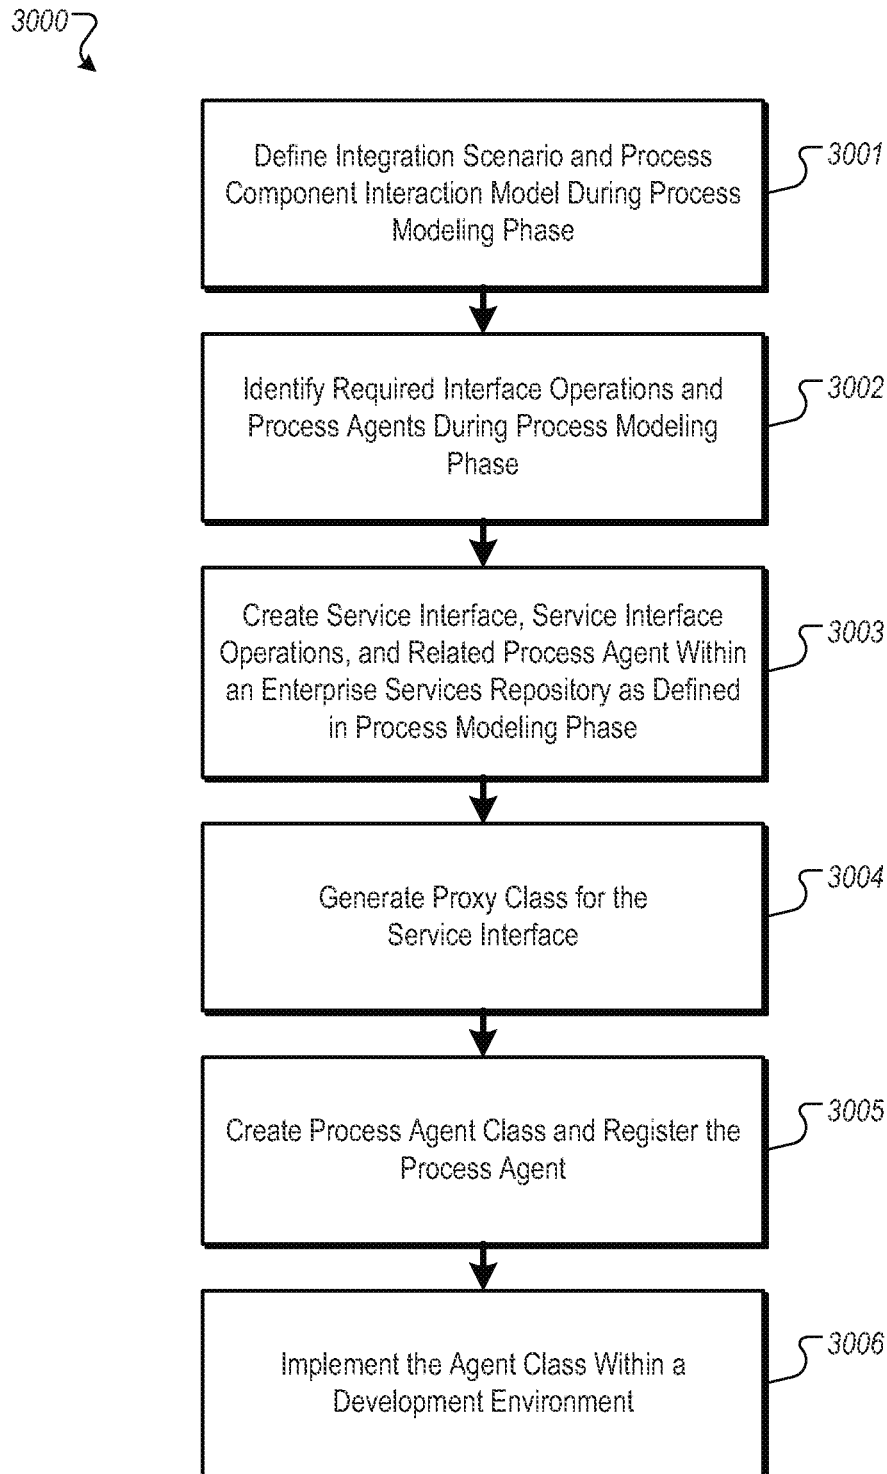 3000
Define Integration Scenario and Process
Component Interaction Model During Process
Modeling Phase
3001
Identify Required Interface Operations and
Process Agents During Process Modeling
Phase
3002
Create Service Interface, Service Interface
Operations, and Related Process Agent Within
an Enterprise Services Repository as Defined
in Process Modeling Phase
3003
Generate Proxy Class for the
Service Interface
3004
Create Process Agent Class and Register the
Process Agent
3005
Implement the Agent Class Within a
Development Environment
3006